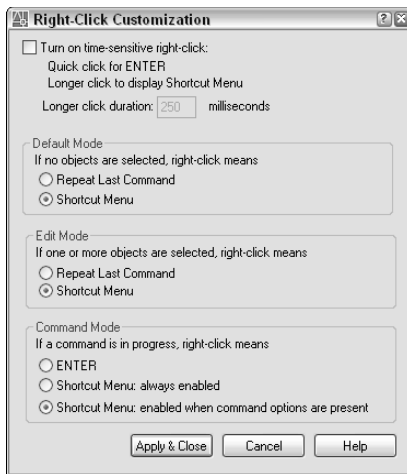 Right-Click Customization
Turn on time-sensitive right-click:
Quick click for ENTER
Longer click to display Shortcut Menu
Longer click duration: 250 milliseconds
Default Mode
If no objects are selected, right-click means
Repeat Last Command
Shortcut Menu
Edit Mode
If one or more objects are selected, right-click means
Repeat Last Command
Shortcut Menu
Command Mode
If a command is in progress, right-click means
ENTER
Shortcut Menu: always enabled
Shortcut Menu: enabled when command options are present
Apply & Close Cancel Help